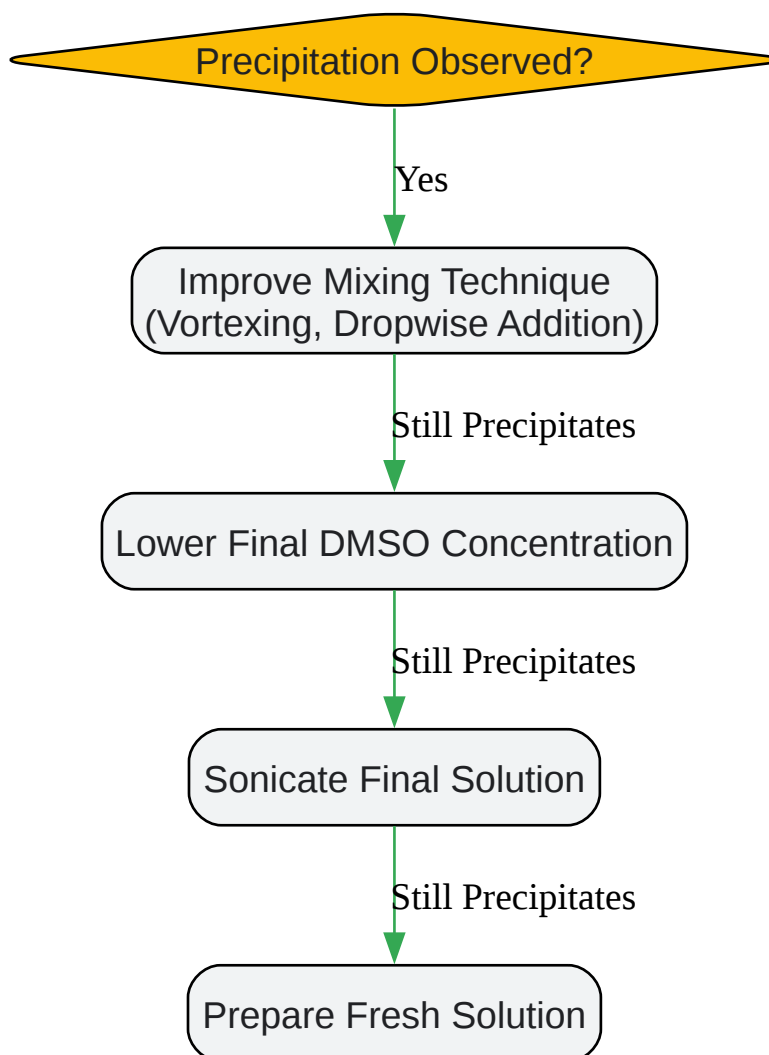 Precipitation Observed?
Yes
Improve Mixing Technique
(Vortexing, Dropwise Addition)
Still Precipitates
Lower Final DMSO Concentration
Still Precipitates
Sonicate Final Solution
Still Precipitates
Prepare Fresh Solution